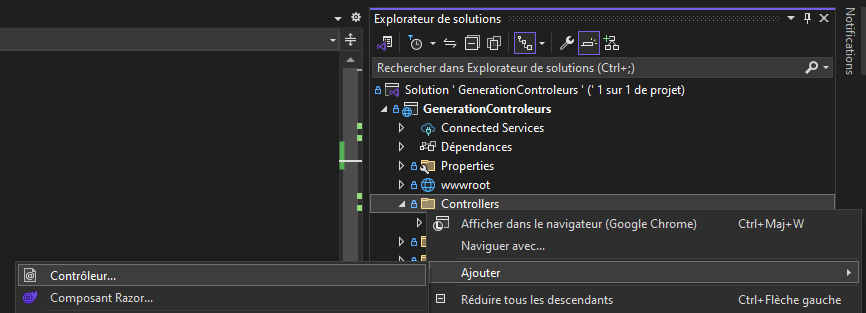 Explorateur de solutions
Rechercher dans Explorateur de solutions (Ctrl+;)
Solution ' GenerationControleurs ' (' 1 sur 1 de projet)
GenerationControleurs
Connected Services
Dépendances
Properties
wwwroot
Controllers
Afficher dans le navigateur (Google Chrome) Ctrl+Maj+W
Naviguer avec...
Ajouter
Réduire tous les descendants Ctrl+Flèche gauche
Contrôleur...
Composant Razor...
Notifications